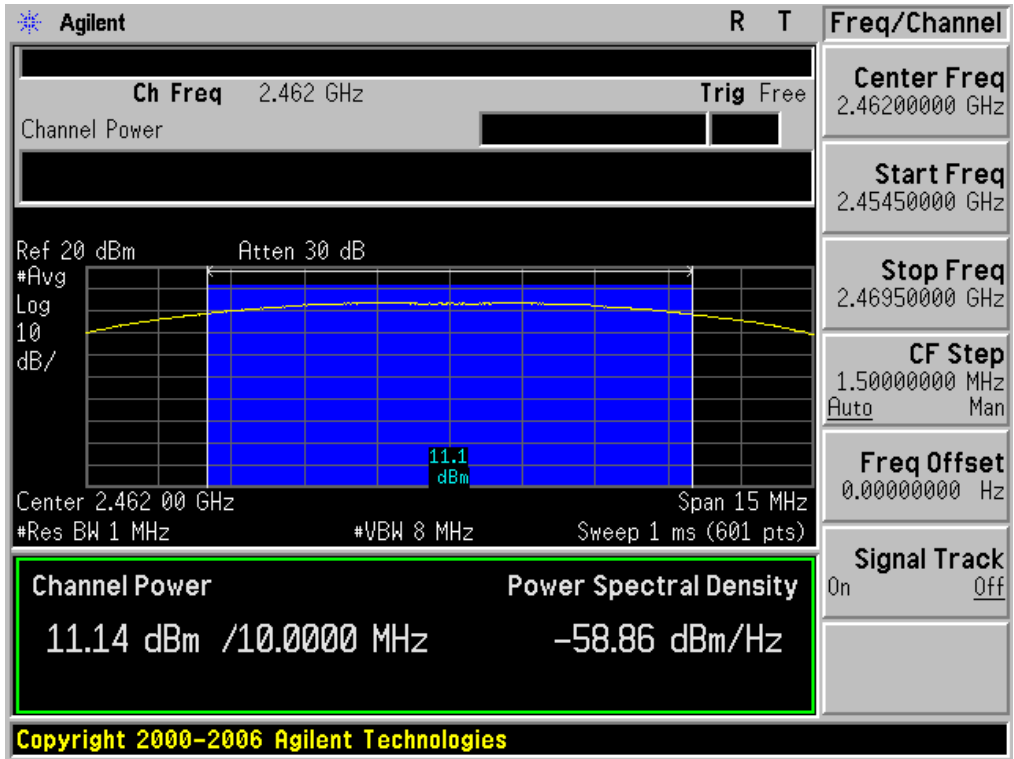 Agilent R T
Freq/Channel
Ch Freq 2.462 GHz Trig Free
Channel Power
Ref 20 dBm Atten 30 dB
#Avg
Log
10
dB/
11.1
dBm
Center 2.462 00 GHz Span 15 MHz
#Res BW 1 MHz #VBW 8 MHz Sweep 1 ms (601 pts)
Channel Power Power Spectral Density
11.14 dBm /10.0000 MHz -58.86 dBm/Hz
Center Freq
2.46200000 GHz
Start Freq
2.45450000 GHz
Stop Freq
2.46950000 GHz
CF Step
1.50000000 MHz
Auto Man
Freq Offset
0.00000000 Hz
Signal Track
On Off
Copyright 2000-2006 Agilent Technologies